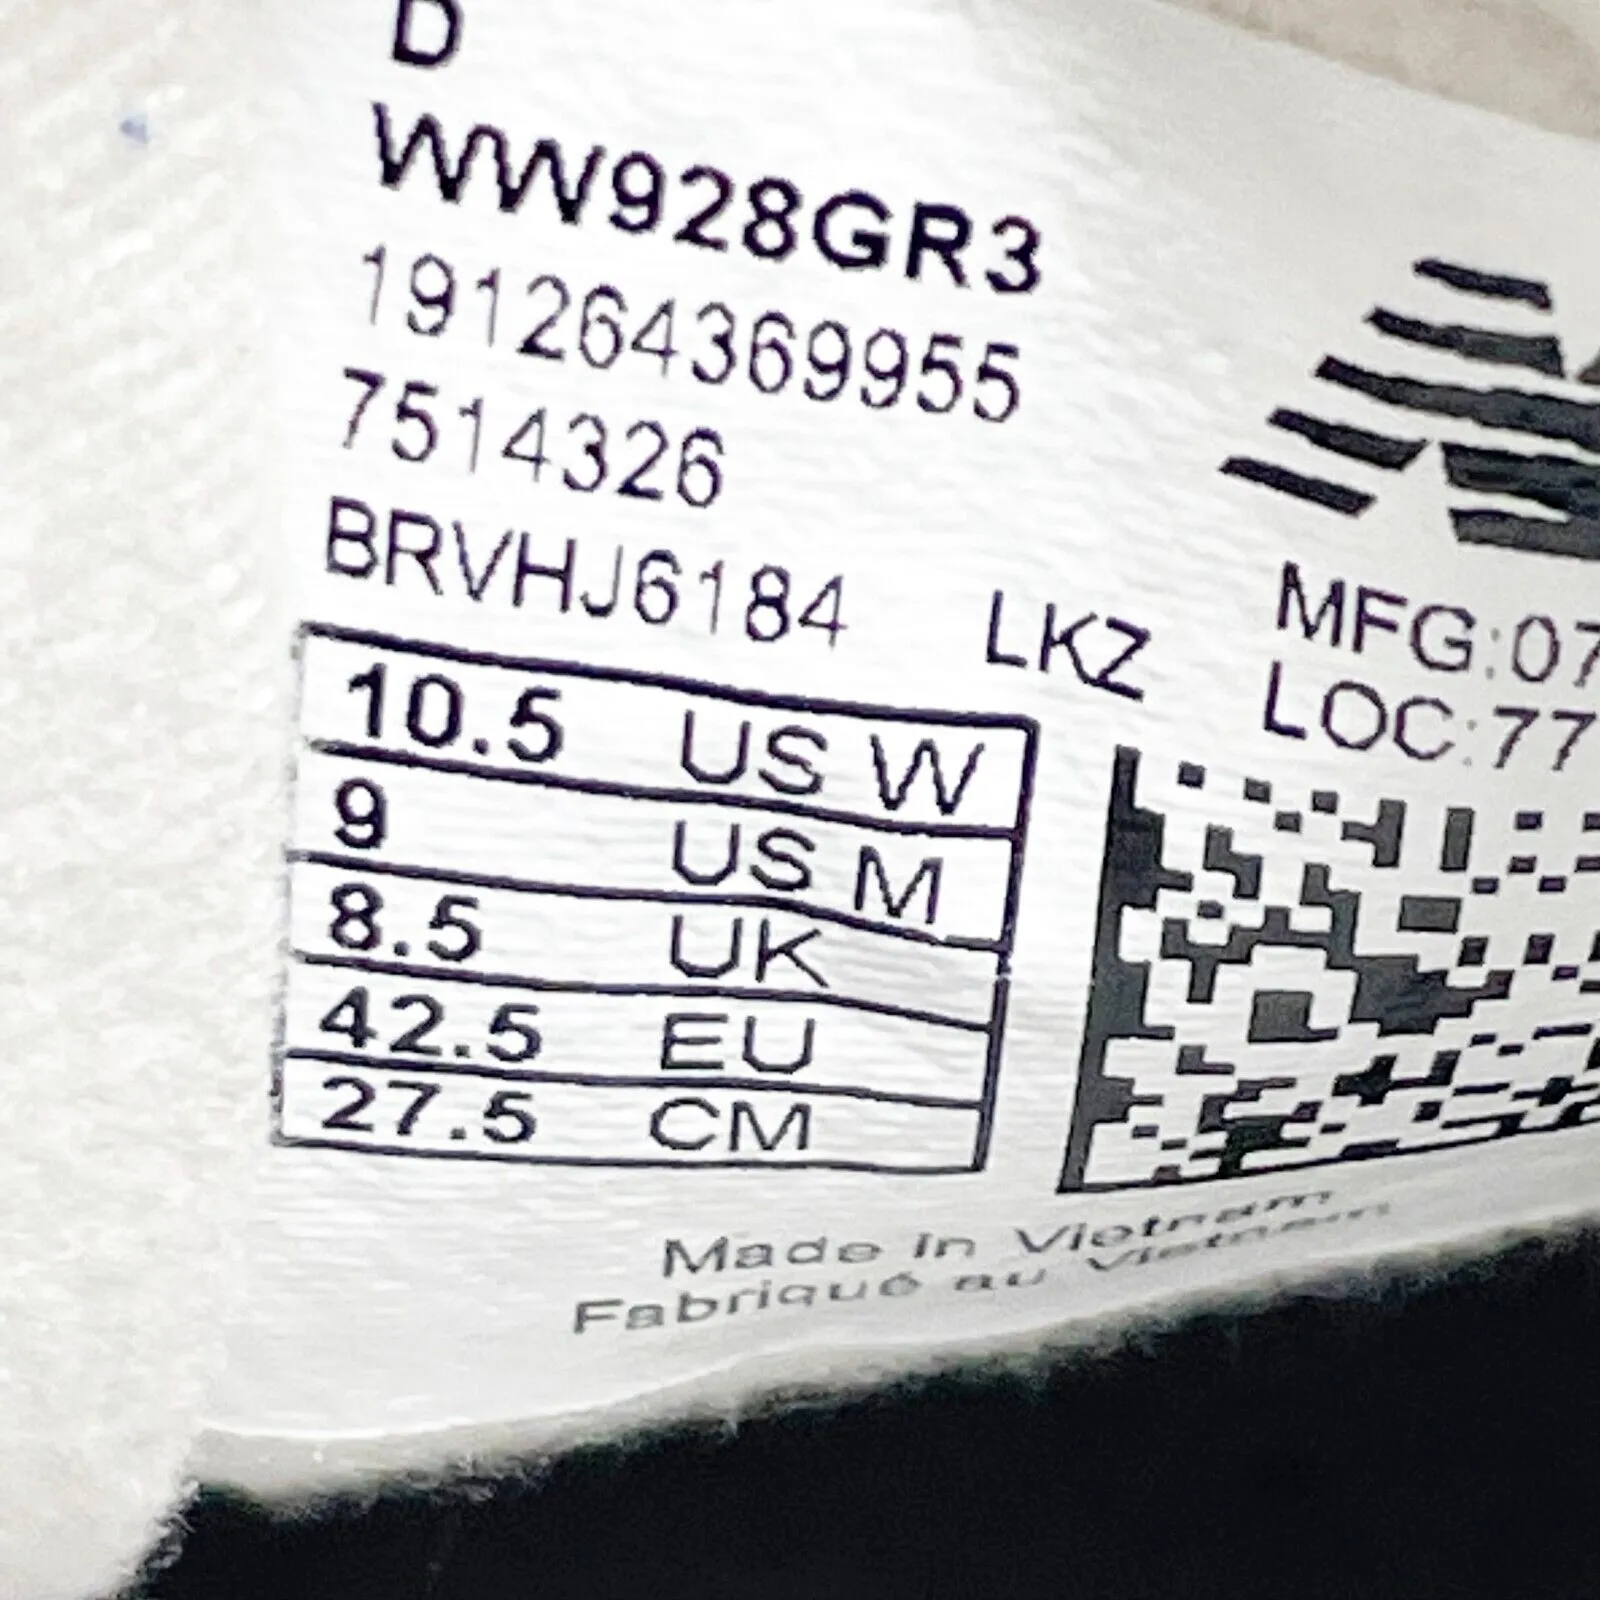 D
WW928GR3
191264369955
7514326
BRVHJ6184 LKZ
MFG:07
LOC:77
10.5 US W
9 US M
8.5 UK
42.5 EU
27.5 CM
Made in Vietnam
Fabriqué au Vietnam